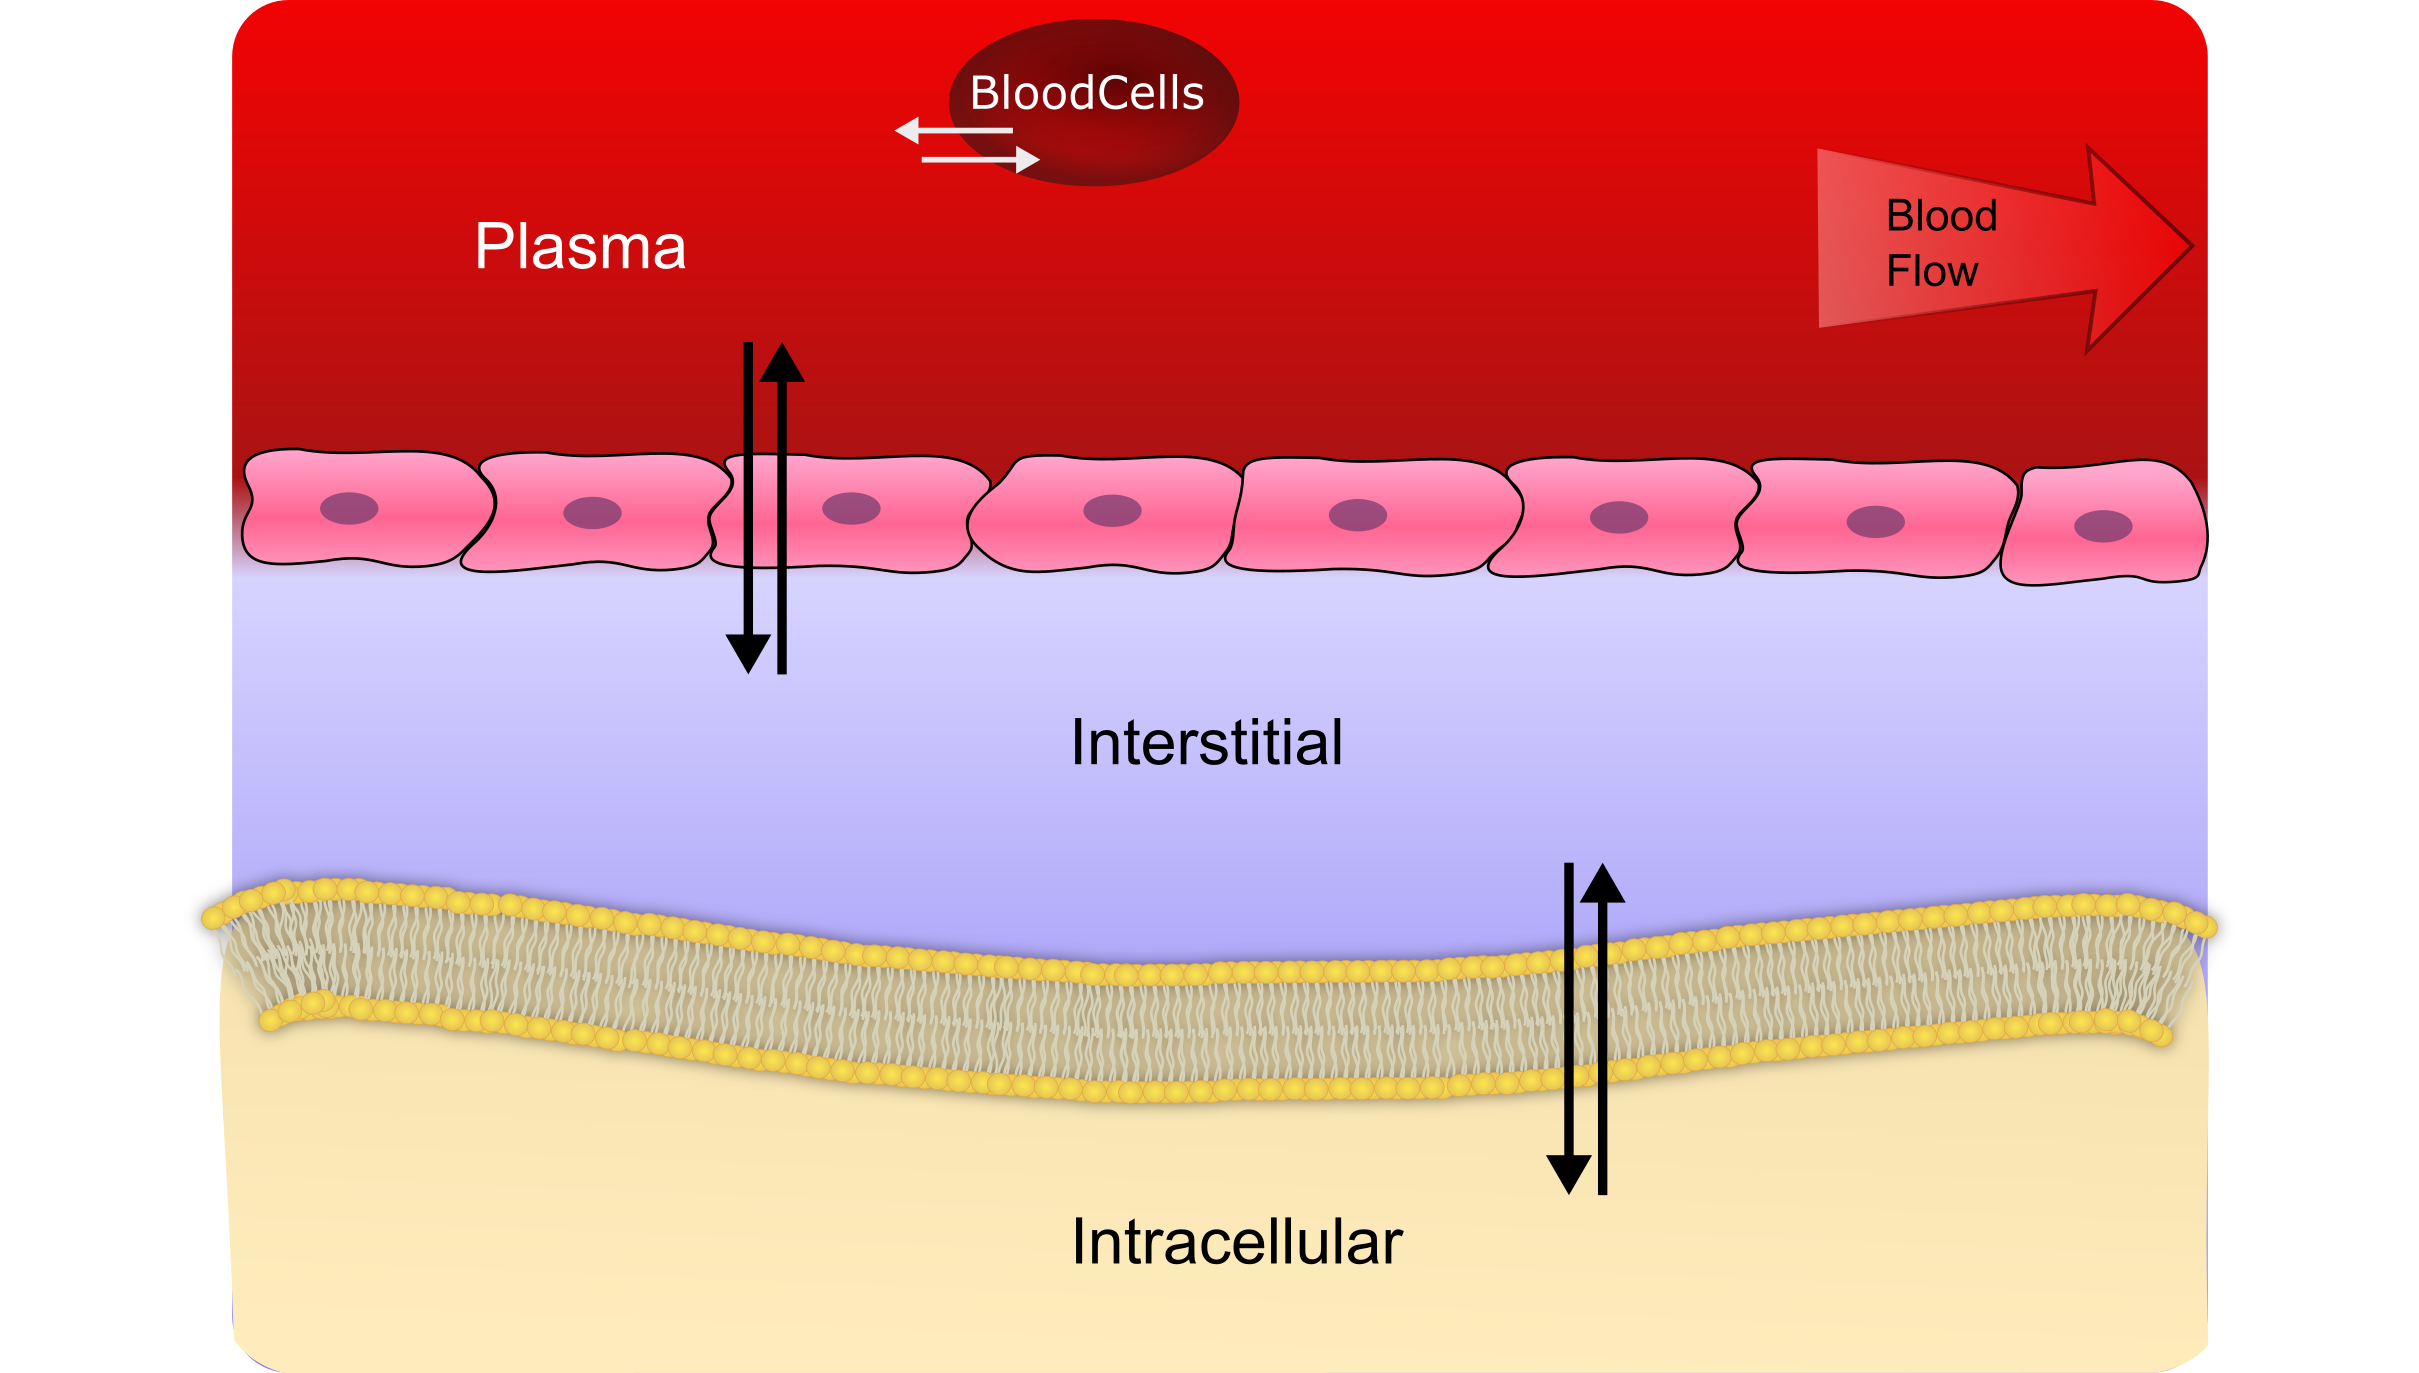 BloodCells
Plasma
Blood
Flow
Interstitial
Intracellular